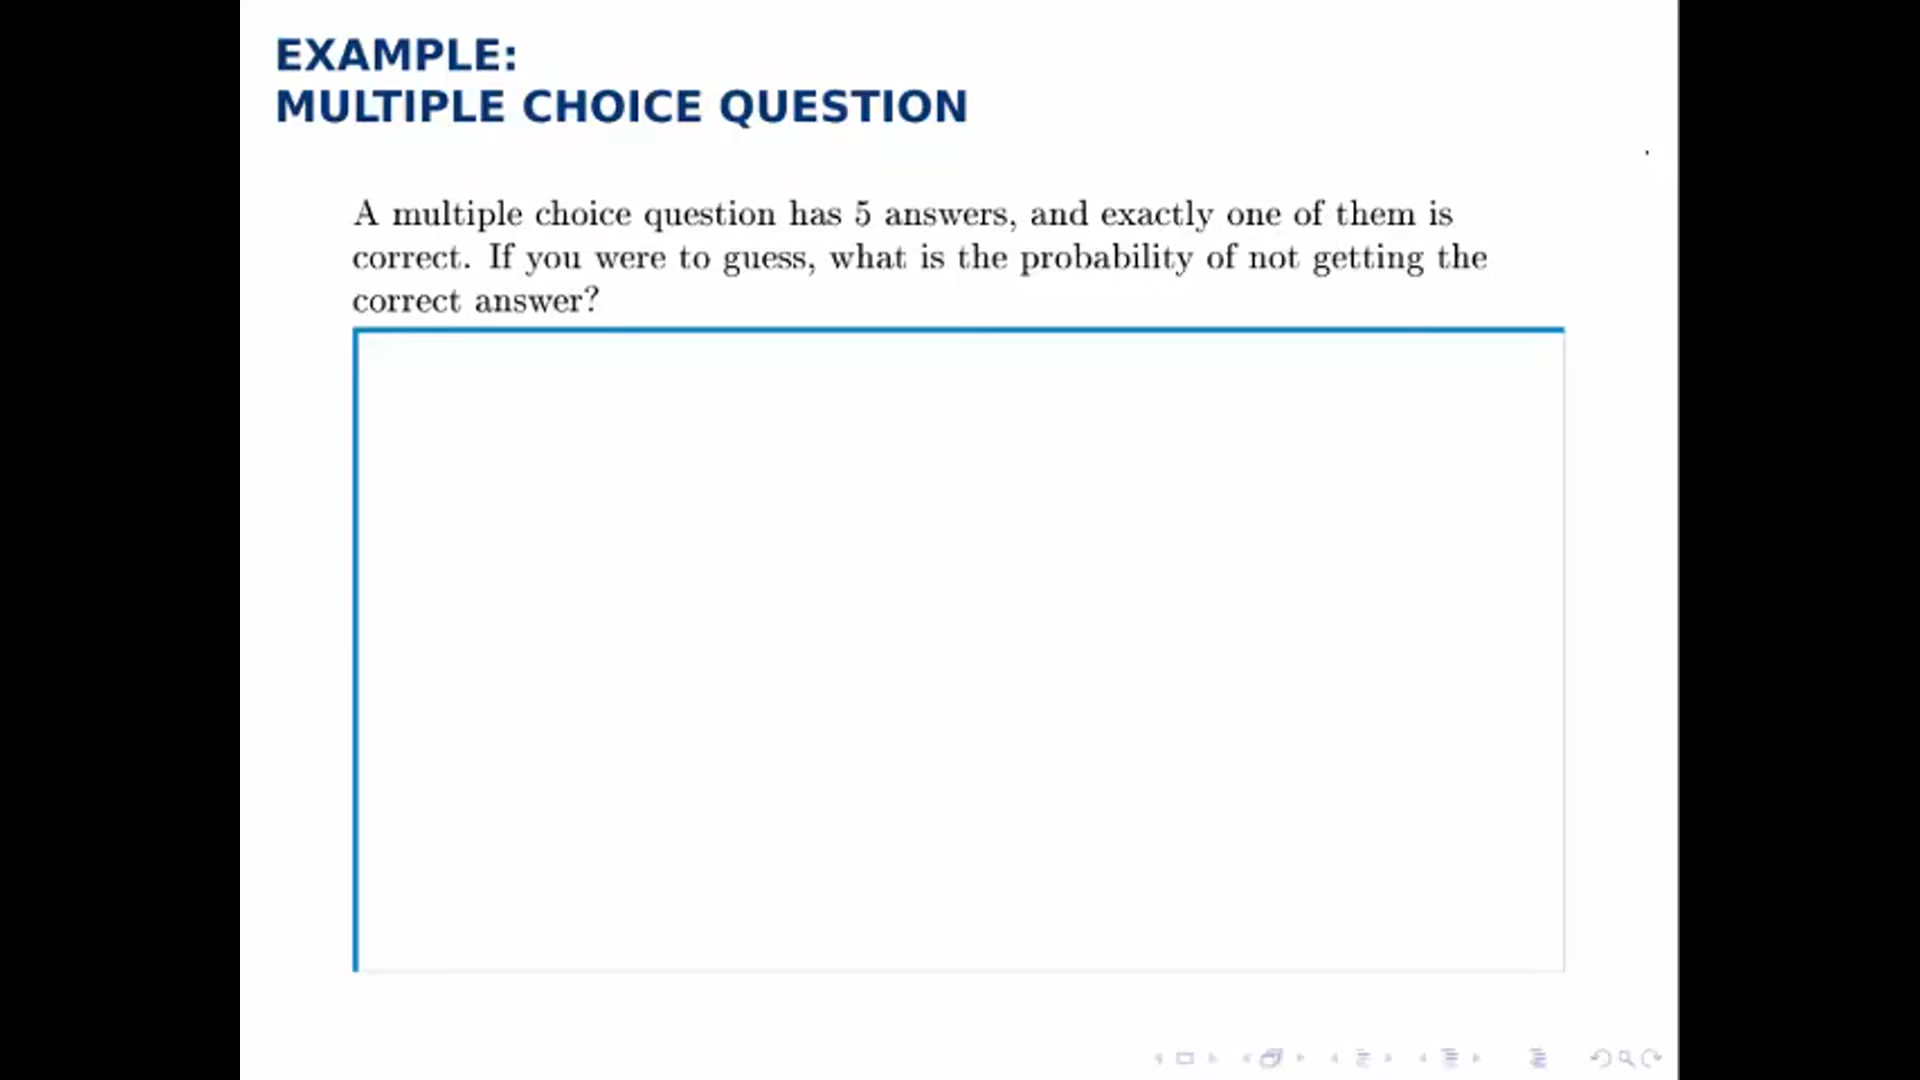 EXAMPLE:
MULTIPLE CHOICE QUESTION
A multiple choice question has 5 answers, and exactly one of them is
correct. If you were to guess, what is the probability of not getting the
correct answer?